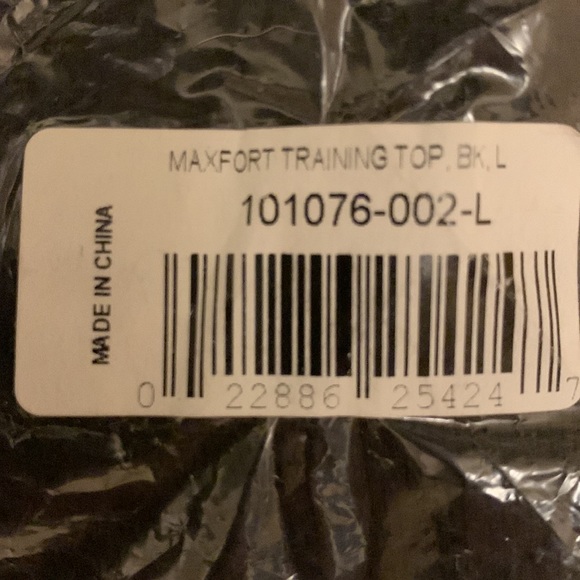 MAXFORT TRAINING TOP, BK, L
101076-002-L
MADE IN CHINA
0 22886 25424 7